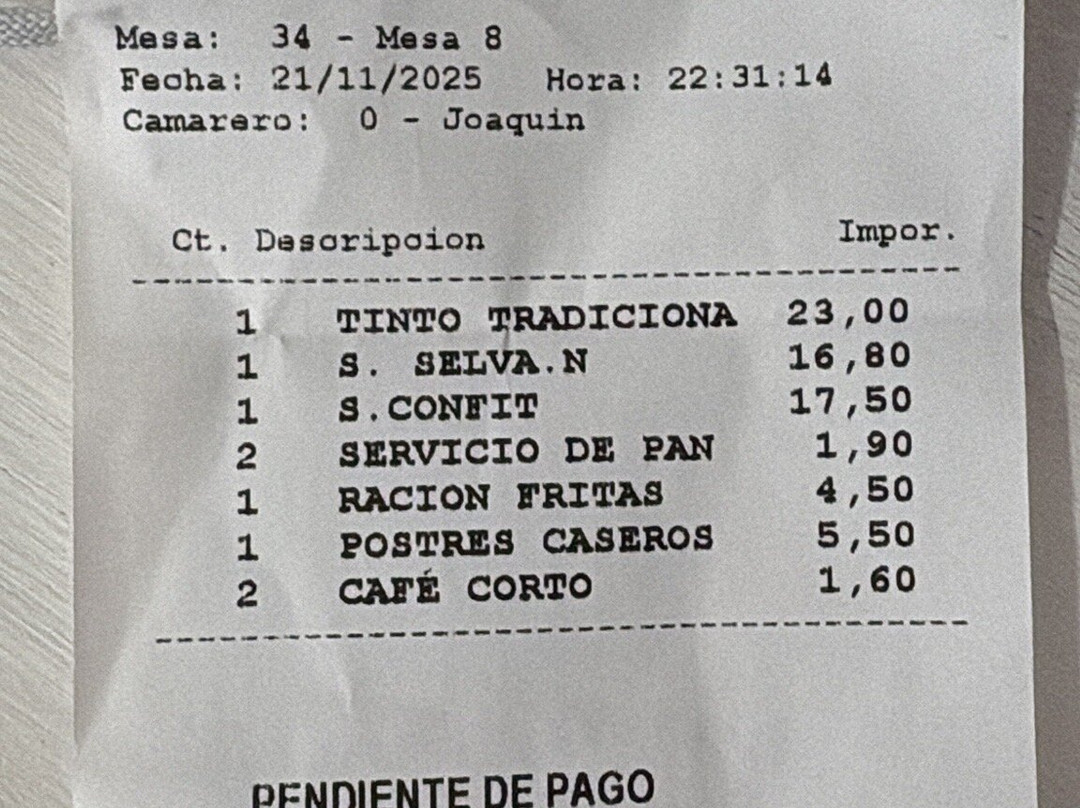 Mesa: 34 - Mesa 8
Fecha: 21/11/2025 Hora: 22:31:14
Camarero: 0 - Joaquin
Ct. Descripcion Impor.
1 TINTO TRADICIONA 23,00
1 S. SELVA.N 16,80
1 S.CONFIT 17,50
2 SERVICIO DE PAN 1,90
1 RACION FRITAS 4,50
1 POSTRES CASEROS 5,50
2 CAFÉ CORTO 1,60
PENDIENTE DE PAGO